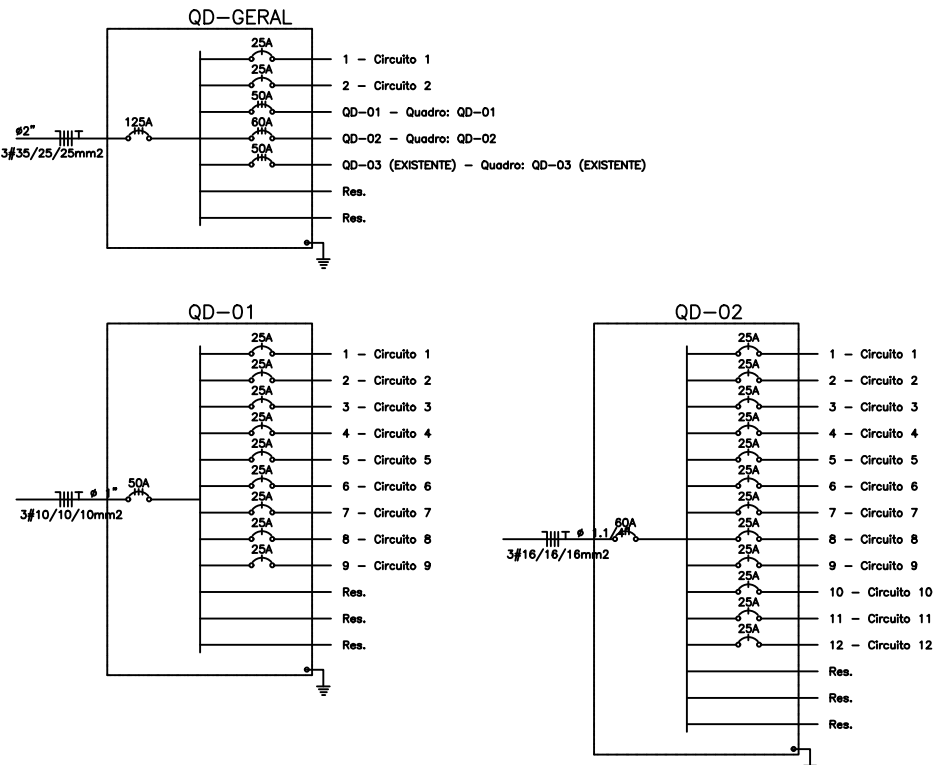 QD-GERAL
25A
1 - Circuito 1
25A
2 - Circuito 2
50A
QD-01 - Quadro: QD-01
ø2" 125A 60A
QD-02 - Quadro: QD-02
3#35/25/25mm2
50A
QD-03 (EXISTENTE) - Quadro: QD-03 (EXISTENTE)
Res.
Res.
QD-01
25A
1 - Circuito 1
25A
2 - Circuito 2
25A
3 - Circuito 3
25A
4 - Circuito 4
25A
5 - Circuito 5
25A
6 - Circuito 6
ø 1" 50A 25A
7 - Circuito 7
3#10/10/10mm2
25A
8 - Circuito 8
25A
9 - Circuito 9
Res.
Res.
Res.
QD-02
25A
1 - Circuito 1
25A
2 - Circuito 2
25A
3 - Circuito 3
25A
4 - Circuito 4
25A
5 - Circuito 5
25A
6 - Circuito 6
25A
7 - Circuito 7
ø 1.1/4" 60A 25A
8 - Circuito 8
3#16/16/16mm2
25A
9 - Circuito 9
25A
10 - Circuito 10
25A
11 - Circuito 11
25A
12 - Circuito 12
Res.
Res.
Res.